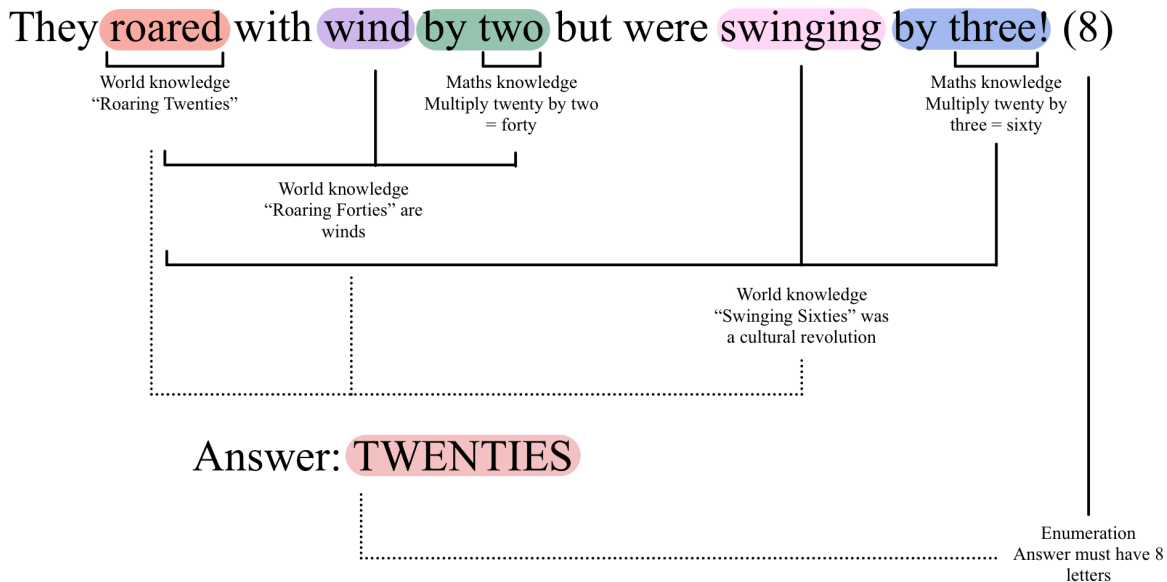 They roared with wind by two but were swinging by three! (8)
World knowledge
“Roaring Twenties”
Maths knowledge
Multiply twenty by two
= forty
Maths knowledge
Multiply twenty by
three = sixty
World knowledge
“Roaring Forties” are
winds
World knowledge
“Swinging Sixties” was
a cultural revolution
Answer: TWENTIES
Enumeration
Answer must have 8
letters